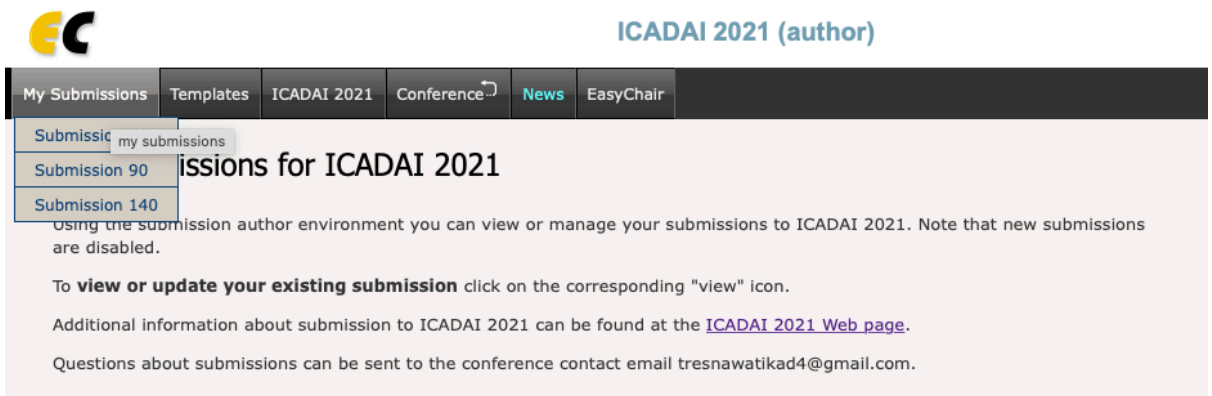 EC
ICADAI 2021 (author)
My Submissions Templates ICADAI 2021 Conference News EasyChair
my submissions
Submission 90
Submission 140
issions for ICADAI 2021
Using the submission author environment you can view or manage your submissions to ICADAI 2021. Note that new submissions
are disabled.
To view or update your existing submission click on the corresponding "view" icon.
Additional information about submission to ICADAI 2021 can be found at the ICADAI 2021 Web page.
Questions about submissions can be sent to the conference contact email tresnawatikad4@gmail.com.